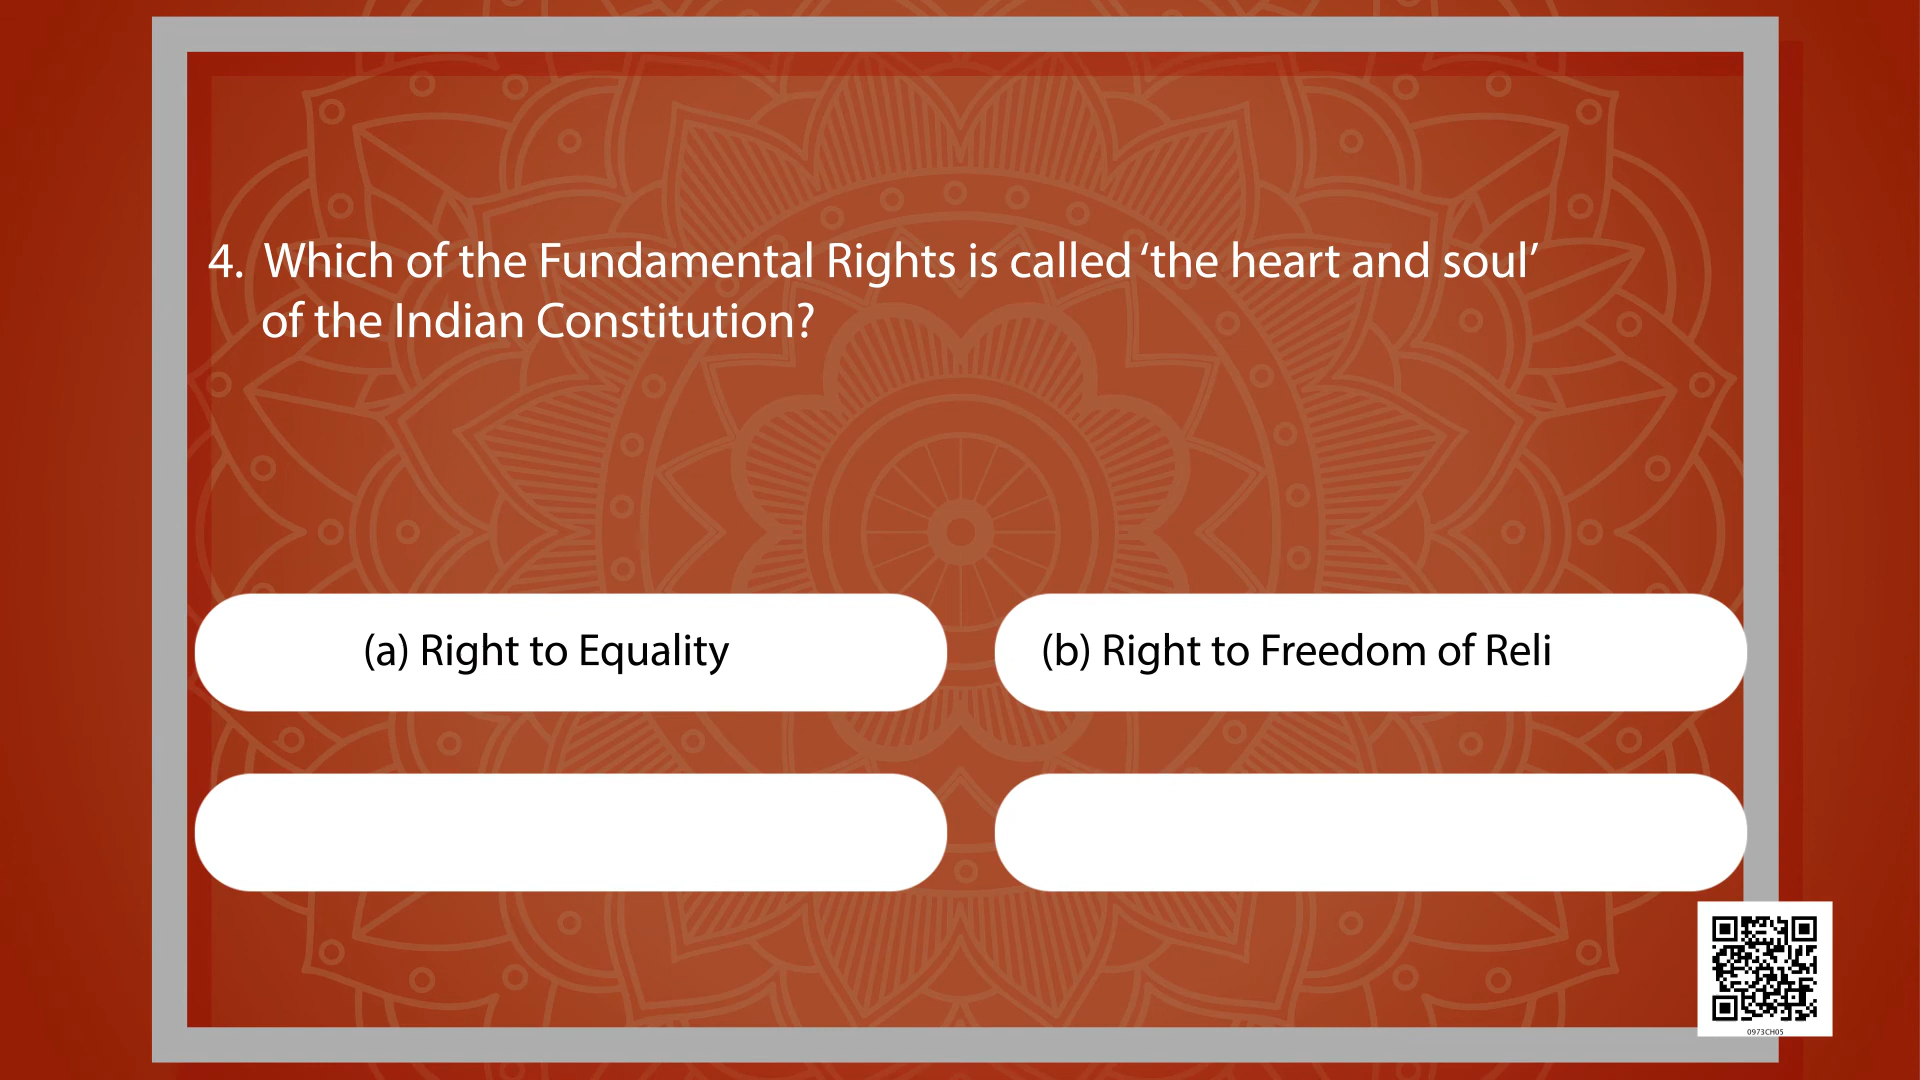 4. Which of the Fundamental Rights is called ‘the heart and soul’
of the Indian Constitution?
(a) Right to Equality
(b) Right to Freedom of Reli
0973CH05